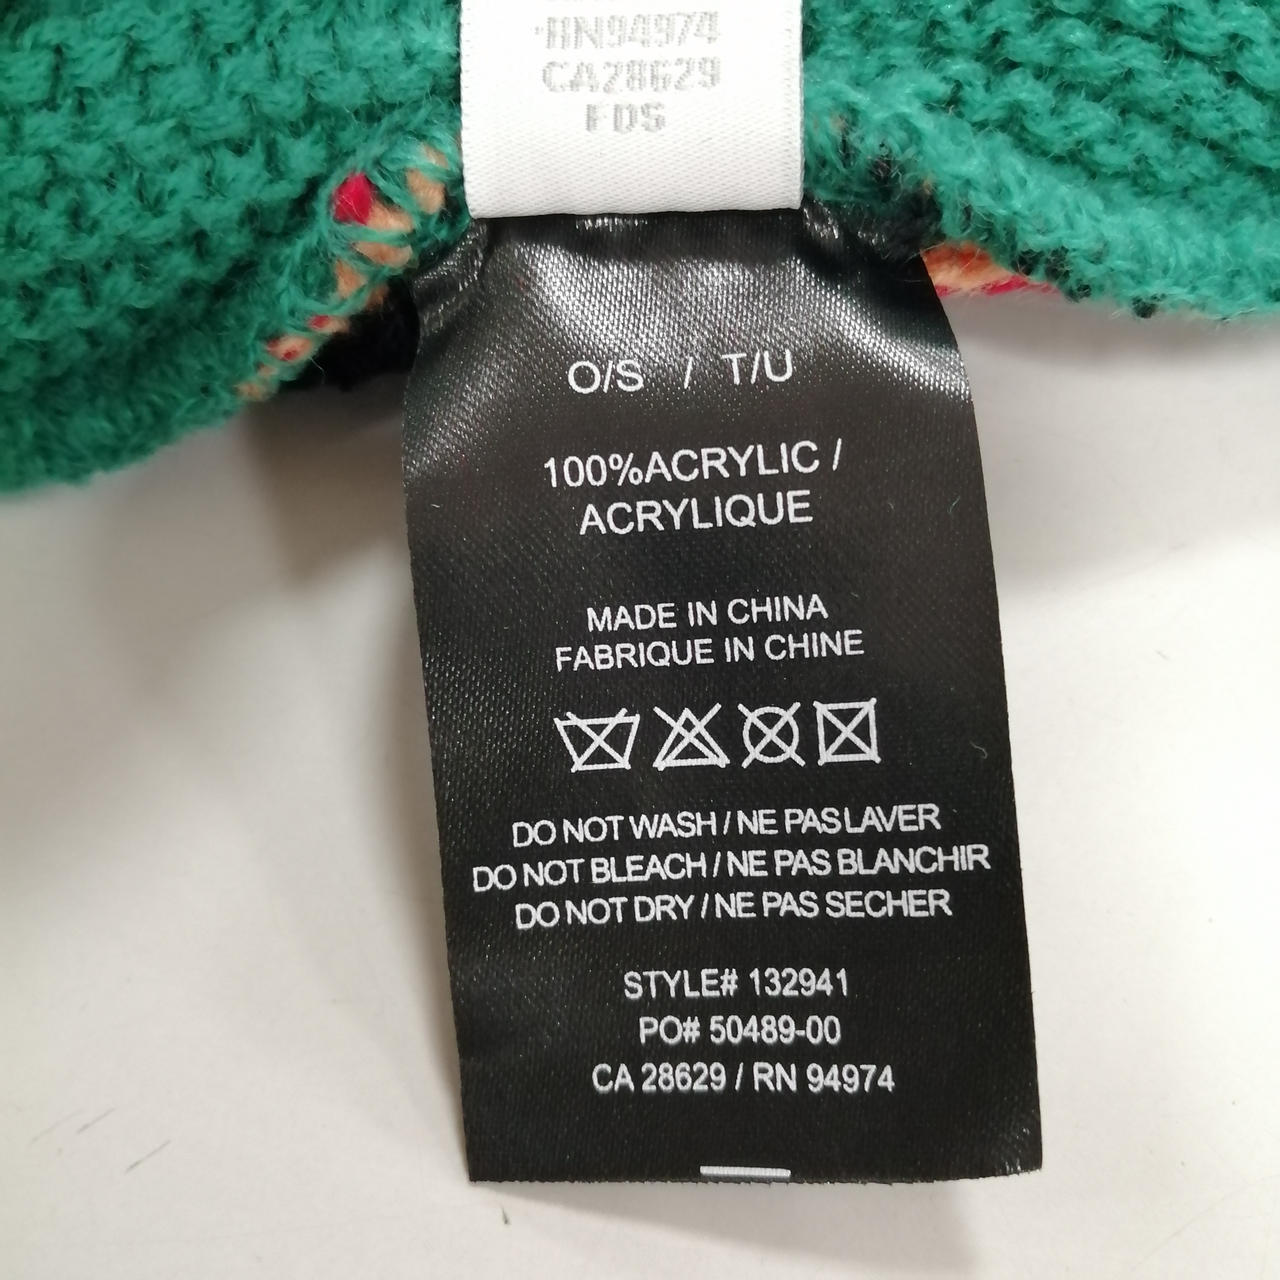 RN94974
CA28629
FDS
O/S / T/U
100%ACRYLIC /
ACRYLIQUE
MADE IN CHINA
FABRIQUE IN CHINE
DO NOT WASH / NE PAS LAVER
DO NOT BLEACH / NE PAS BLANCHIR
DO NOT DRY / NE PAS SECHER
STYLE# 132941
PO# 50489-00
CA 28629 / RN 94974